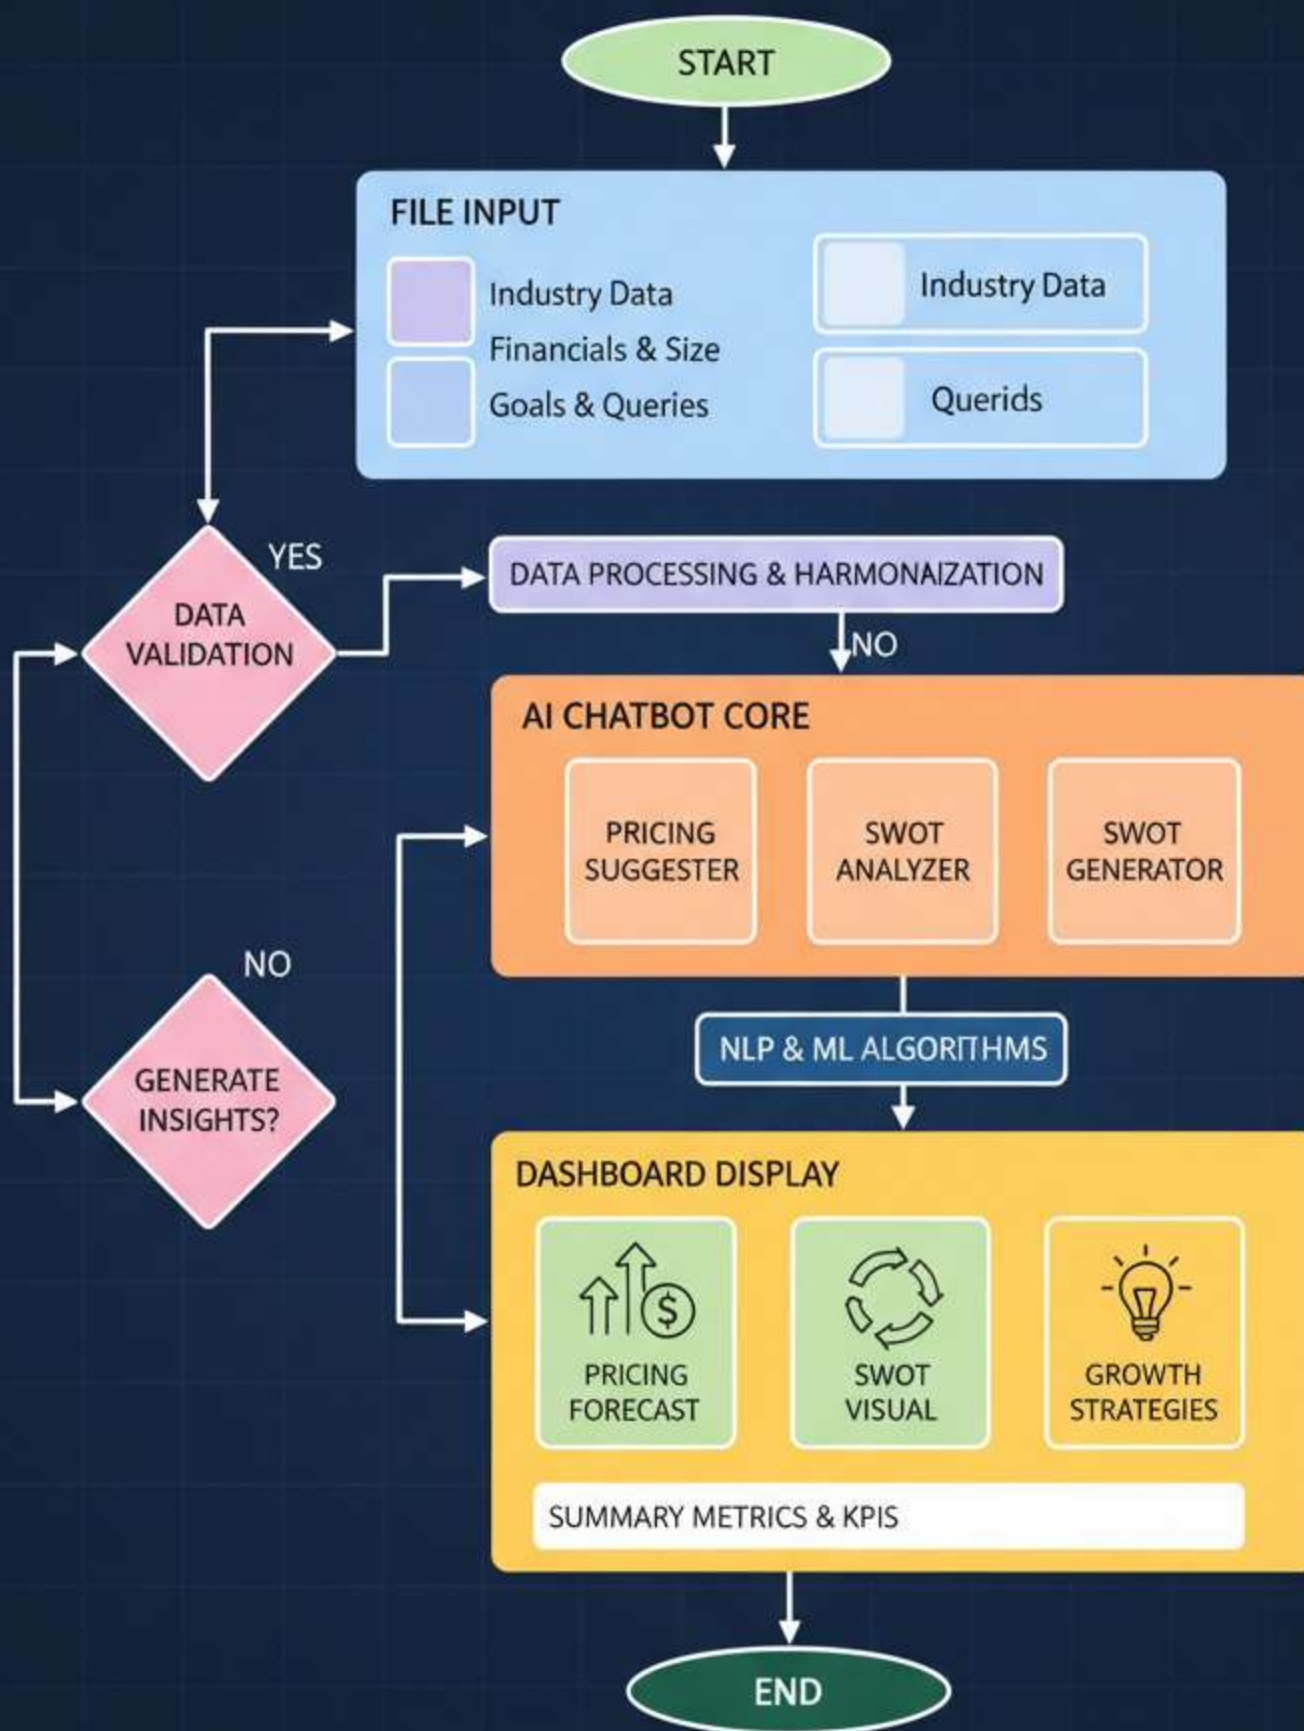 START
FILE INPUT
Industry Data
Financials & Size
Goals & Queries
Industry Data
Querids
YES
DATA
VALIDATION
DATA PROCESSING & HARMONAIZATION
NO
AI CHATBOT CORE
PRICING
SUGGESTER
SWOT
ANALYZER
SWOT
GENERATOR
NO
GENERATE
INSIGHTS?
NLP & ML ALGORITHMS
DASHBOARD DISPLAY
$
PRICING
FORECAST
SWOT
VISUAL
GROWTH
STRATEGIES
SUMMARY METRICS & KPIS
END